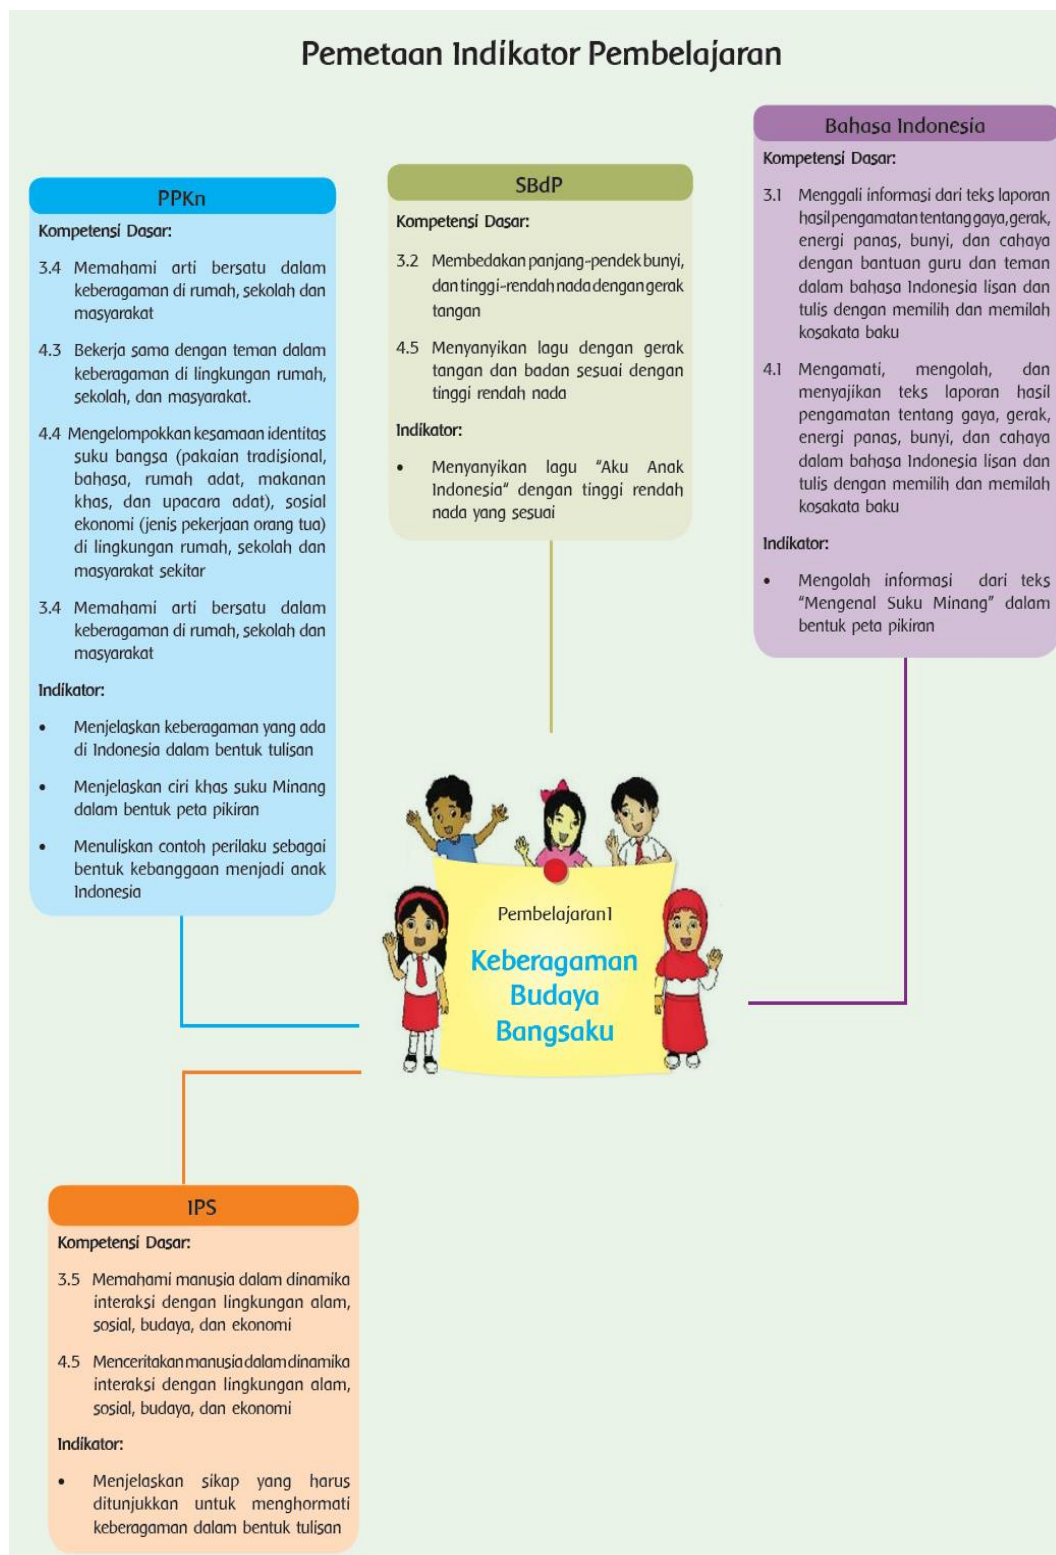 Pemetaan Indikator Pembelajaran
PPKn
Kompetensi Dasar:
3.4 Memahami arti bersatu dalam
keberagaman di rumah, sekolah dan
masyarakat
4.3 Bekerja sama dengan teman dalam
keberagaman di lingkungan rumah,
sekolah, dan masyarakat.
4.4 Mengelompokkan kesamaan identitas
suku bangsa (pakaian tradisional,
bahasa, rumah adat, makanan
khas, dan upacara adat), sosial
ekonomi (jenis pekerjaan orang tua)
di lingkungan rumah, sekolah dan
masyarakat sekitar
3.4 Memahami arti bersatu dalam
keberagaman di rumah, sekolah dan
masyarakat
Indikator:
• Menjelaskan keberagaman yang ada
di Indonesia dalam bentuk tulisan
• Menjelaskan ciri khas suku Minang
dalam bentuk peta pikiran
• Menuliskan contoh perilaku sebagai
bentuk kebanggaan menjadi anak
Indonesia
SBdP
Kompetensi Dasar:
3.2 Membedakan panjang-pendek bunyi,
dan tinggi-rendah nada dengan gerak
tangan
4.5 Menyanyikan lagu dengan gerak
tangan dan badan sesuai dengan
tinggi rendah nada
Indikator:
• Menyanyikan lagu “Aku Anak
Indonesia“ dengan tinggi rendah
nada yang sesuai
Bahasa Indonesia
Kompetensi Dasar:
3.1 Menggali informasi dari teks laporan
hasil pengamatan tentang gaya, gerak,
energi panas, bunyi, dan cahaya
dengan bantuan guru dan teman
dalam bahasa Indonesia lisan dan
tulis dengan memilih dan memilah
kosakata baku
4.1 Mengamati, mengolah, dan
menyajikan teks laporan hasil
pengamatan tentang gaya, gerak,
energi panas, bunyi, dan cahaya
dalam bahasa Indonesia lisan dan
tulis dengan memilih dan memilah
kosakata baku
Indikator:
• Mengolah informasi dari teks
“Mengenal Suku Minang” dalam
bentuk peta pikiran
Pembelajaran1
Keberagaman
Budaya
Bangsaku
IPS
Kompetensi Dasar:
3.5 Memahami manusia dalam dinamika
interaksi dengan lingkungan alam,
sosial, budaya, dan ekonomi
4.5 Menceritakan manusia dalam dinamika
interaksi dengan lingkungan alam,
sosial, budaya, dan ekonomi
Indikator:
• Menjelaskan sikap yang harus
ditunjukkan untuk menghormati
keberagaman dalam bentuk tulisan